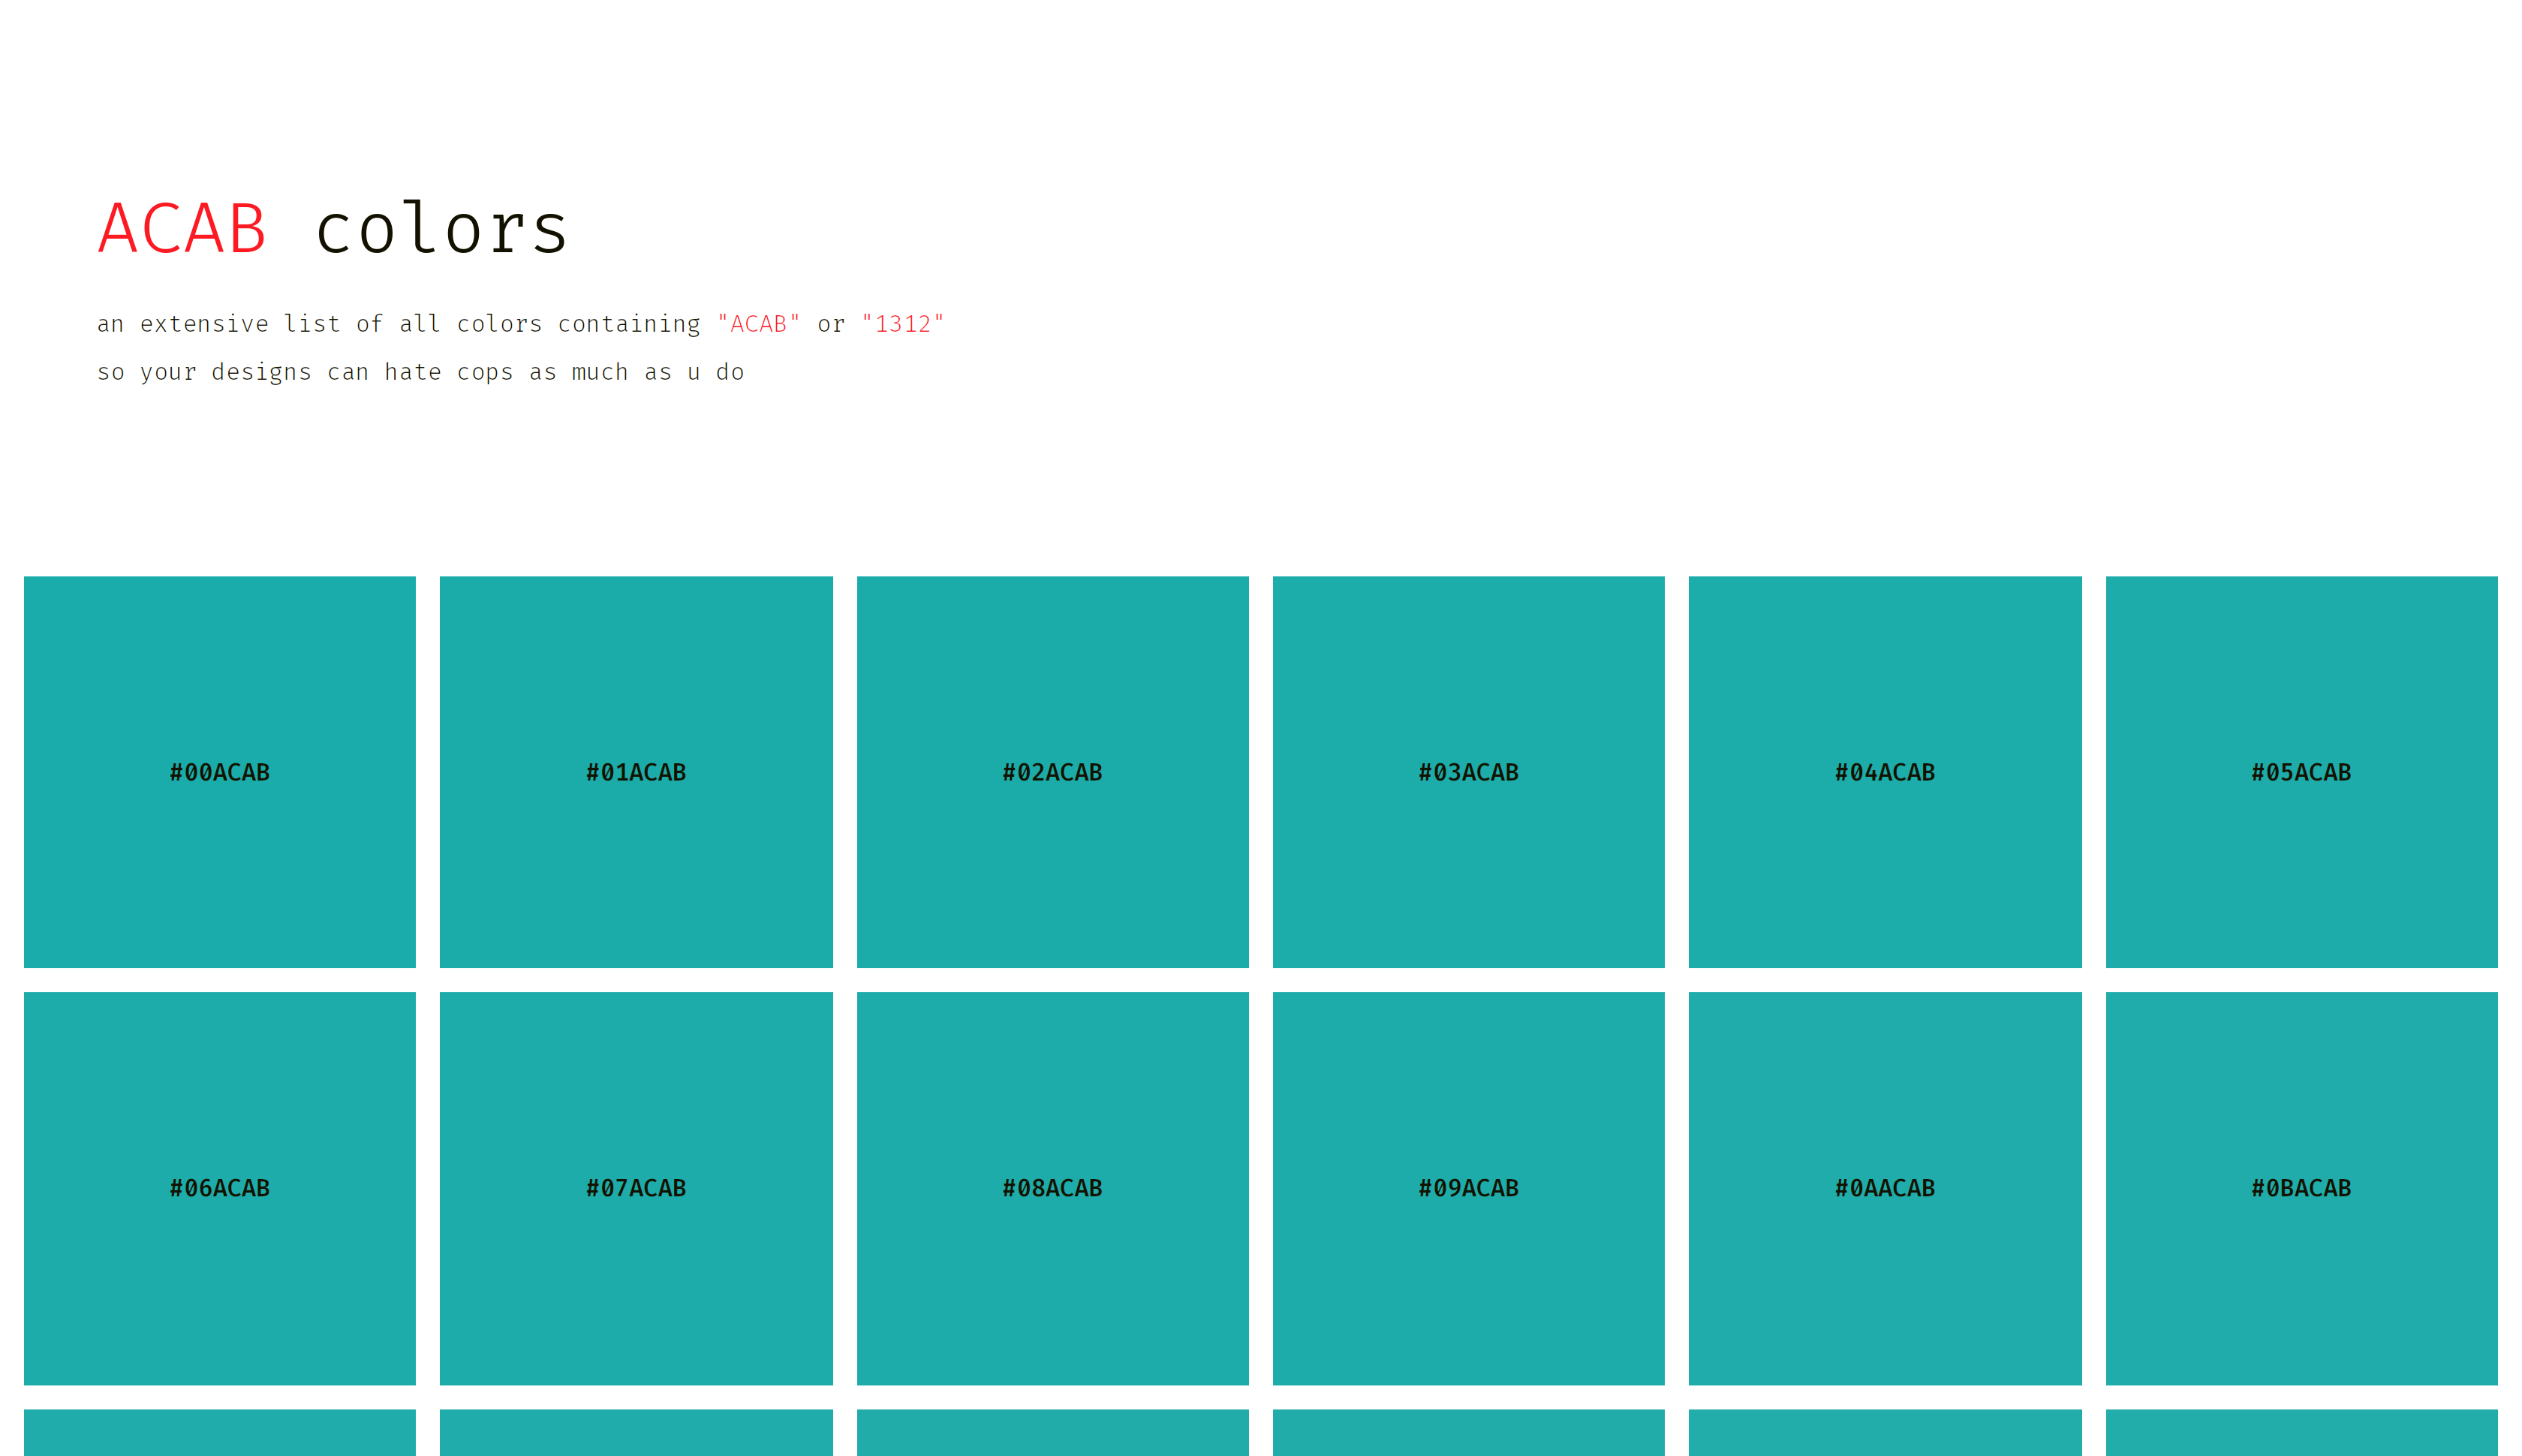 ACAB colors
an extensive list of all colors containing "ACAB" or "1312"
so your designs can hate cops as much as u do
#00ACAB
#01ACAB
#02ACAB
#03ACAB
#04ACAB
#05ACAB
#06ACAB
#07ACAB
#08ACAB
#09ACAB
#0AACAB
#0BACAB